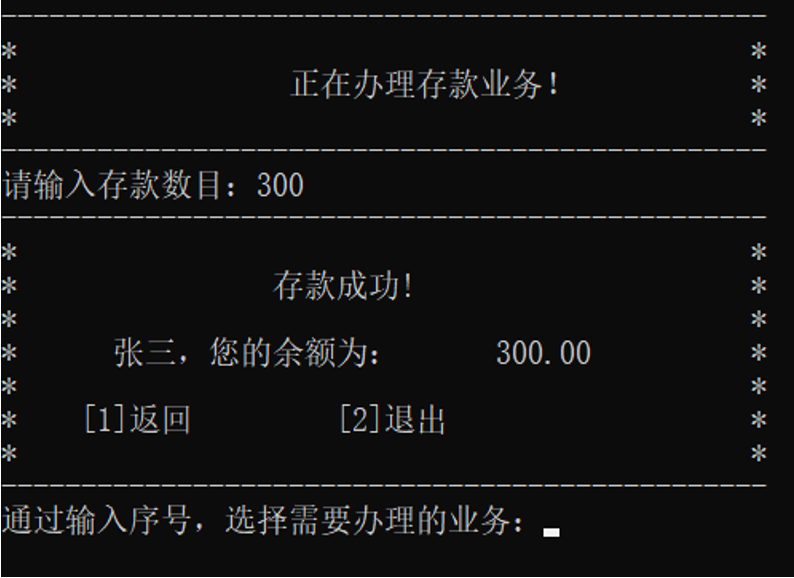 ------------------------------------------------
*                                              *
*                 正在办理存款业务！                *
*                                              *
------------------------------------------------
请输入存款数目：300
------------------------------------------------
*                                              *
*                存款成功!                       *
*                                              *
*      张三，您的余额为：       300.00            *
*                                              *
*    [1]返回         [2]退出                    *
*                                              *
------------------------------------------------
通过输入序号，选择需要办理的业务：